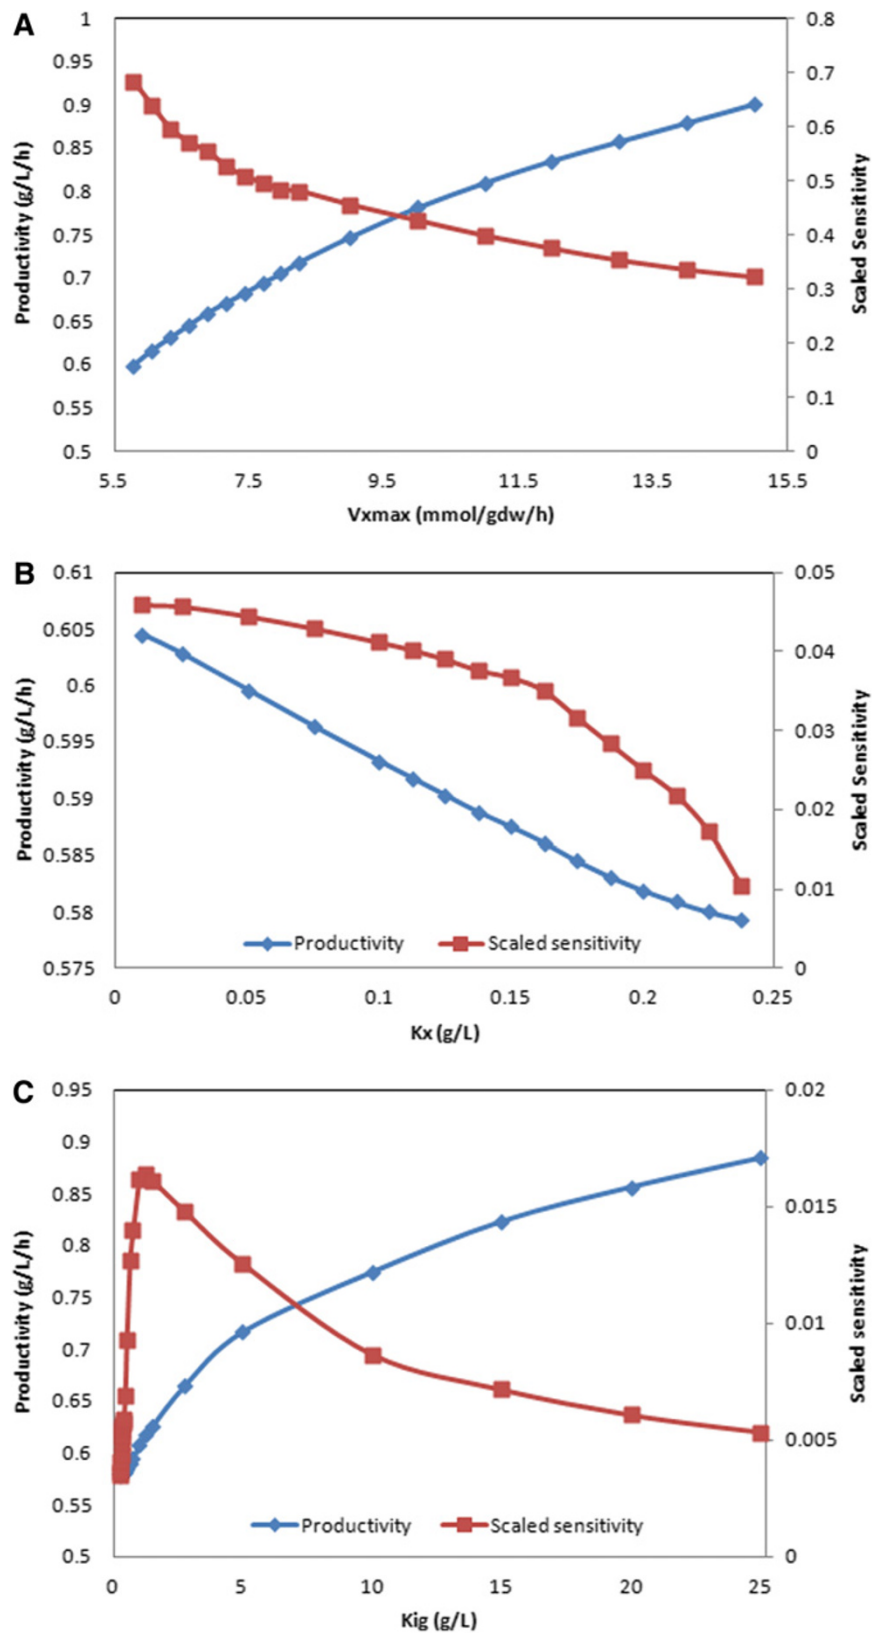 A
1
0.95
0.9
0.85
0.8
0.75
0.7
0.65
0.6
0.55
0.5
Productivity (g/L/h)
0.8
0.7
0.6
0.5
0.4
0.3
0.2
0.1
0
Scaled Sensitivity
5.5 7.5 9.5 11.5 13.5 15.5
Vxmax (mmol/gdw/h)
B
0.61
0.605
0.6
0.595
0.59
0.585
0.58
0.575
Productivity (g/L/h)
0.05
0.04
0.03
0.02
0.01
0
Scaled Sensitivity
Productivity Scaled sensitivity
0 0.05 0.1 0.15 0.2 0.25
Kx (g/L)
C
0.95
0.9
0.85
0.8
0.75
0.7
0.65
0.6
0.55
0.5
Productivity (g/L/h)
0.02
0.015
0.01
0.005
0
Scaled sensitivity
Productivity Scaled sensitivity
0 5 10 15 20 25
Kig (g/L)